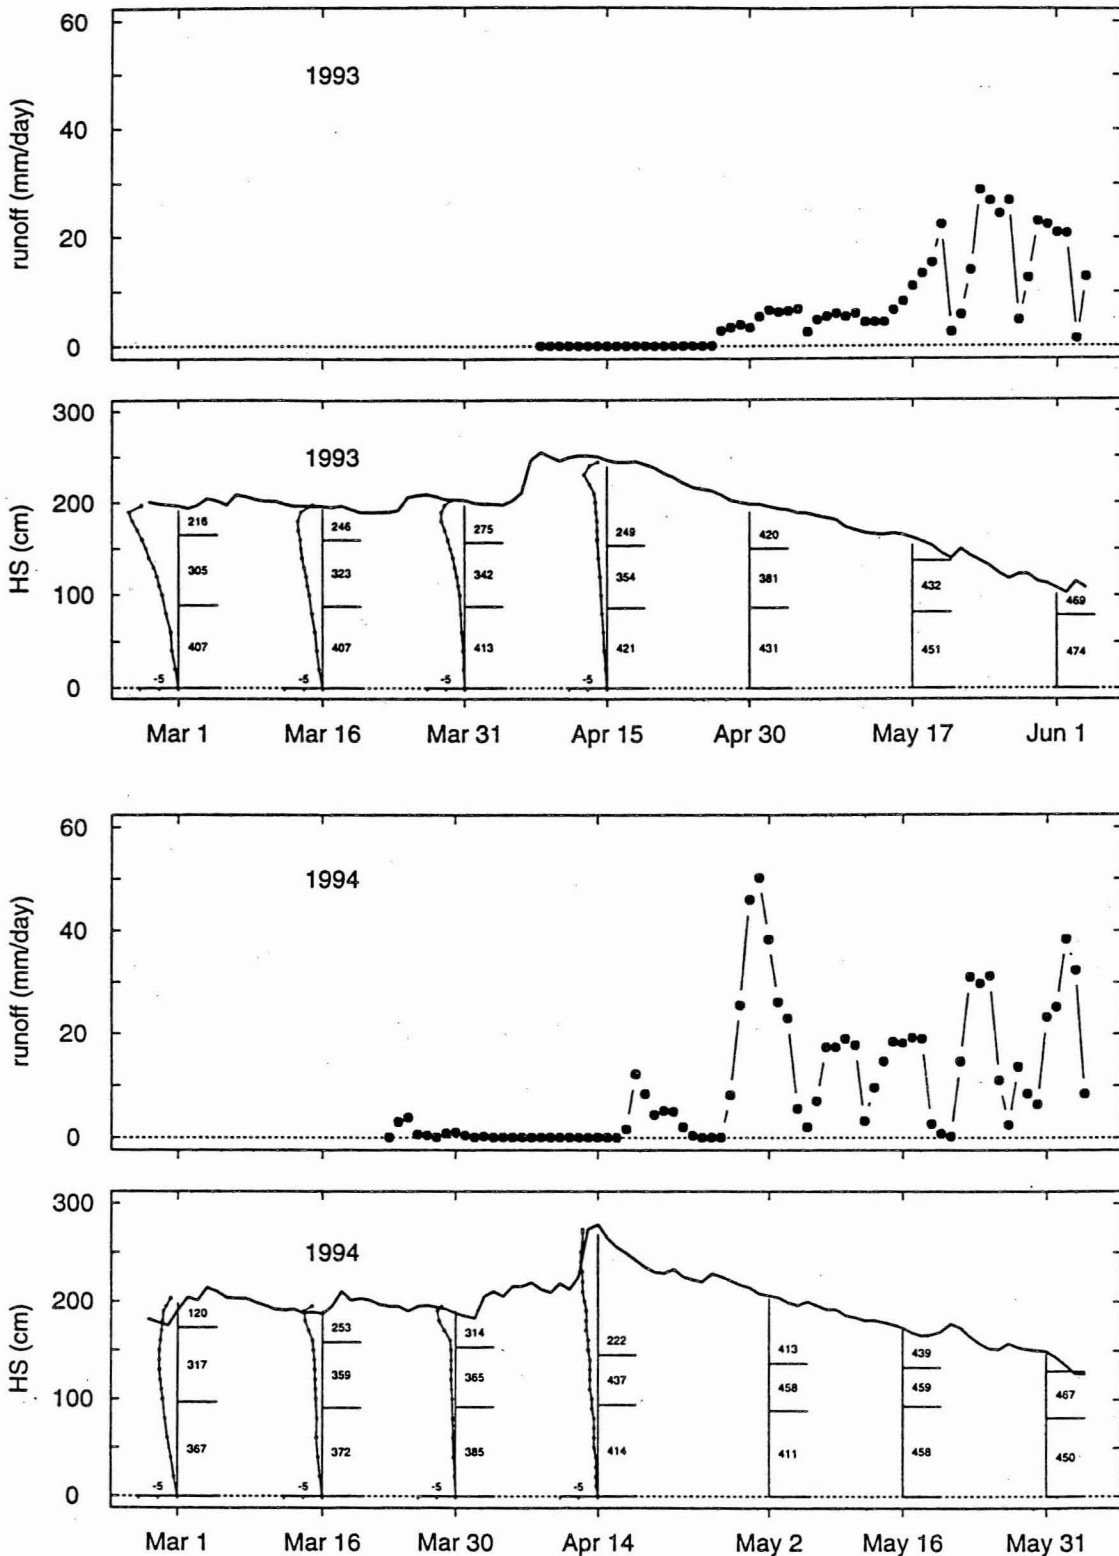 60
40
20
0
runoff (mm/day)
1993
300
200
100
0
HS (cm)
1993
216 246 275 249 420 432 469
305 323 342 354 381
407 407 413 421 431 451 474
-5 -5 -5 -5
Mar 1 Mar 16 Mar 31 Apr 15 Apr 30 May 17 Jun 1
60
40
20
0
runoff (mm/day)
1994
300
200
100
0
HS (cm)
1994
120 253 314 222 413 439 467
317 359 365 437 458 459
367 372 385 414 411 458 450
-5 -5 -5 -5
Mar 1 Mar 16 Mar 30 Apr 14 May 2 May 16 May 31